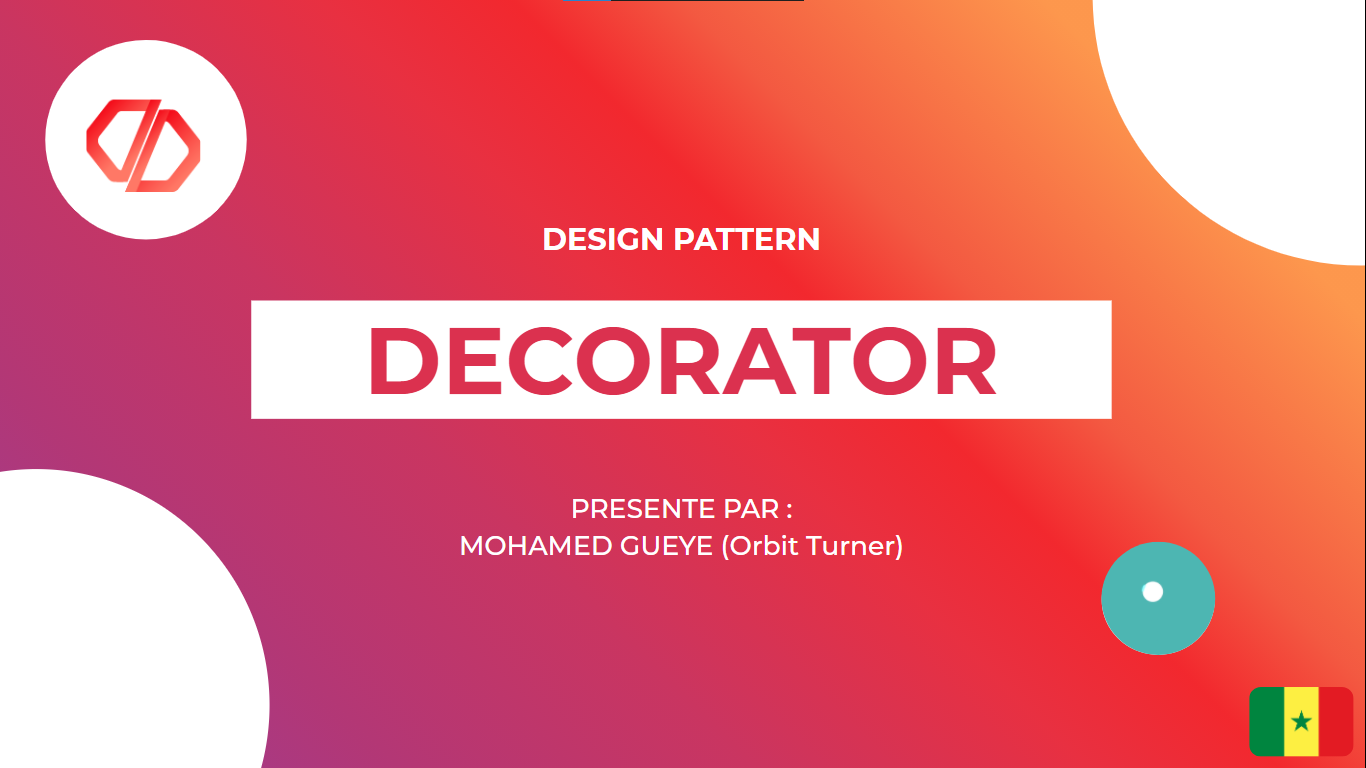 DESIGN PATTERN
DECORATOR
PRESENTE PAR :
MOHAMED GUEYE (Orbit Turner)